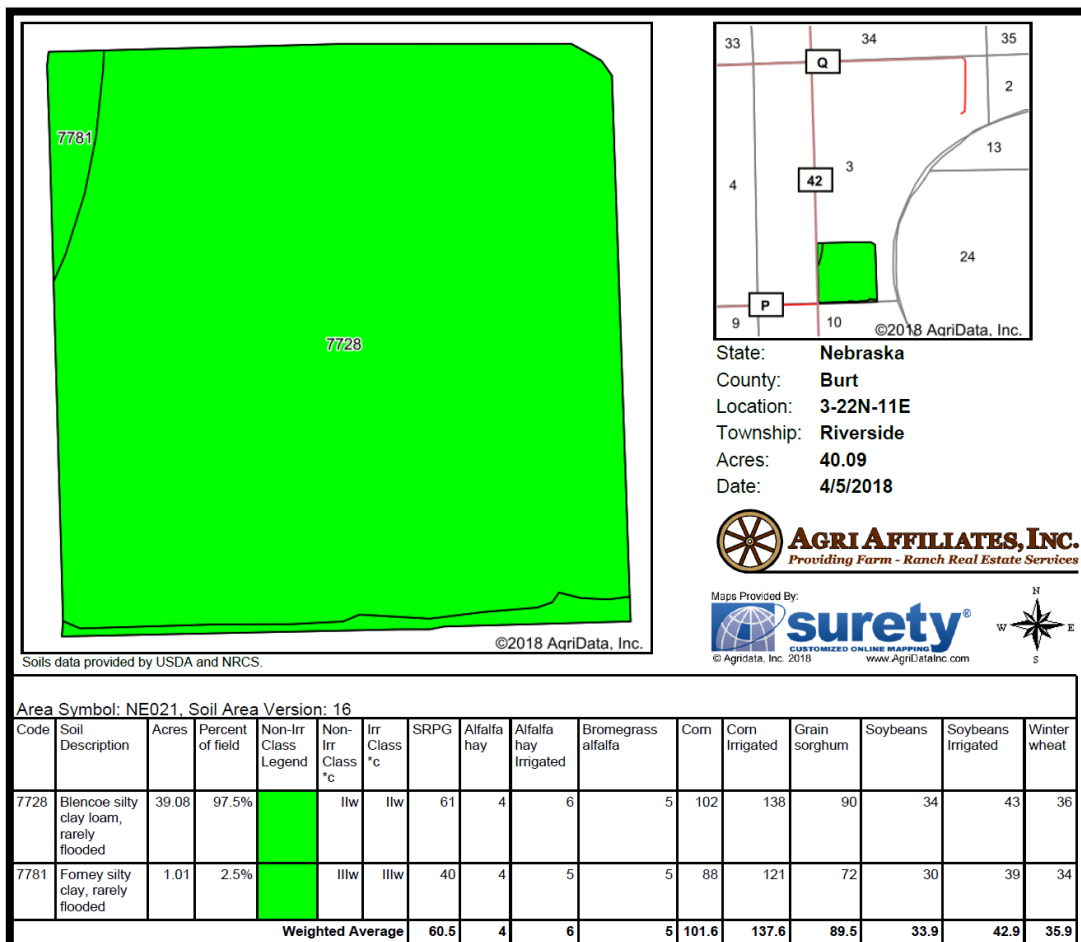 7781
7728
©2018 AgriData, Inc.
Soils data provided by USDA and NRCS.
33
34
35
Q
2
13
4
42
3
24
P
9
10
©2018 AgriData, Inc.
State: Nebraska
County: Burt
Location: 3-22N-11E
Township: Riverside
Acres: 40.09
Date: 4/5/2018
AGRI AFFILIATES, INC.
Providing Farm - Ranch Real Estate Services
Maps Provided By:
surety®
CUSTOMIZED ONLINE MAPPING
© Agridata, Inc. 2018 www.AgriDataInc.com
N
W E
S
Area Symbol: NE021, Soil Area Version: 16
Code Soil Description Acres Percent of field Non-Irr Class Legend Non-Irr Class *c Irr Class *c SRPG Alfalfa hay Alfalfa hay Irrigated Bromegrass alfalfa Corn Corn Irrigated Grain sorghum Soybeans Soybeans Irrigated Winter wheat
7728 Blencoe silty clay loam, rarely flooded 39.08 97.5% IIw IIw 61 4 6 5 102 138 90 34 43 36
7781 Forney silty clay, rarely flooded 1.01 2.5% IIIw IIIw 40 4 5 5 88 121 72 30 39 34
Weighted Average 60.5 4 6 5 101.6 137.6 89.5 33.9 42.9 35.9